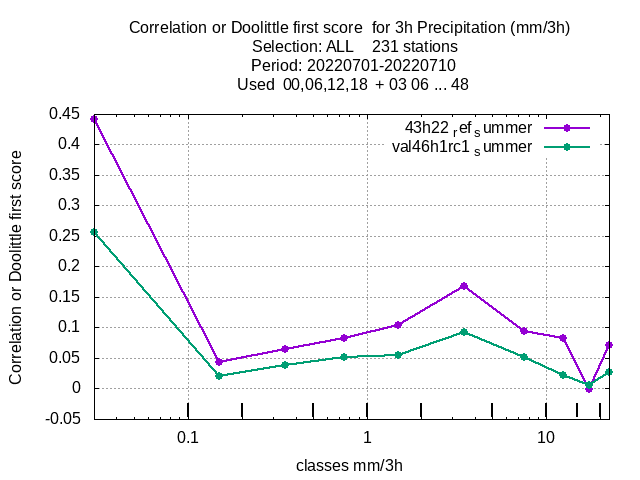 Correlation or Doolittle first score  for 3h Precipitation (mm/3h)
Selection: ALL    231 stations
Period: 20220701-20220710
Used  00,06,12,18  + 03 06 ... 48
43h22 ref summer
val46h1rc1 summer
Correlation or Doolittle first score
0.45
0.4
0.35
0.3
0.25
0.2
0.15
0.1
0.05
0
-0.05
0.1 1 10
classes mm/3h